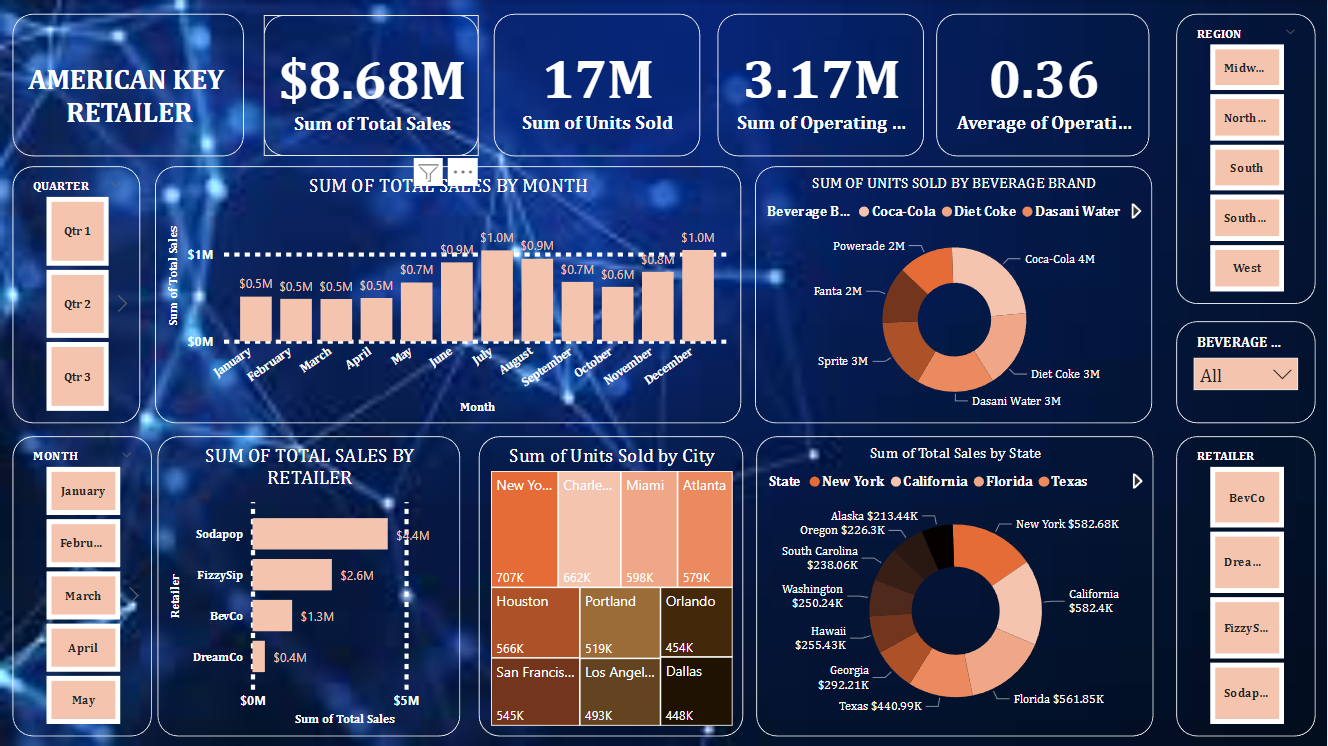 AMERICAN KEY
RETAILER
$8.68M
Sum of Total Sales
17M
Sum of Units Sold
3.17M
Sum of Operating ...
0.36
Average of Operati...
REGION
Midw...
North...
South
South...
West
QUARTER
Qtr 1
Qtr 2
Qtr 3
SUM OF TOTAL SALES BY MONTH
Sum of Total Sales
$1M
$0M
$0.5M
$0.5M
$0.5M
$0.5M
$0.7M
$0.9M
$1.0M
$0.9M
$0.7M
$0.6M
$0.8M
$1.0M
January
February
March
April
May
June
July
August
September
October
November
December
Month
SUM OF UNITS SOLD BY BEVERAGE BRAND
Beverage B... Coca-Cola Diet Coke Dasani Water
Powerade 2M
Coca-Cola 4M
Fanta 2M
Sprite 3M
Diet Coke 3M
Dasani Water 3M
BEVERAGE ...
All
MONTH
January
Febru...
March
April
May
SUM OF TOTAL SALES BY
RETAILER
Retailer
Sodapop
$4.4M
FizzySip
$2.6M
BevCo
$1.3M
DreamCo
$0.4M
$0M
$5M
Sum of Total Sales
Sum of Units Sold by City
New Yo...
707K
Charle...
662K
Miami
598K
Atlanta
579K
Houston
566K
Portland
519K
Orlando
454K
San Francis...
545K
Los Angel...
493K
Dallas
448K
Sum of Total Sales by State
State New York California Florida Texas
Alaska $213.44K
Oregon $226.3K
South Carolina
$238.06K
Washington
$250.24K
Hawaii
$255.43K
Georgia
$292.21K
Texas $440.99K
New York $582.68K
California
$582.4K
Florida $561.85K
RETAILER
BevCo
Drea...
FizzyS...
Sodap...